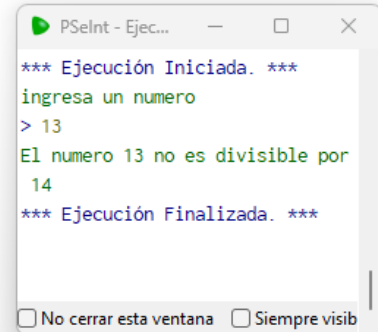 PSeInt - Ejec...
*** Ejecución Iniciada. ***
ingresa un numero
> 13
El numero 13 no es divisible por
14
*** Ejecución Finalizada. ***
No cerrar esta ventana Siempre visib